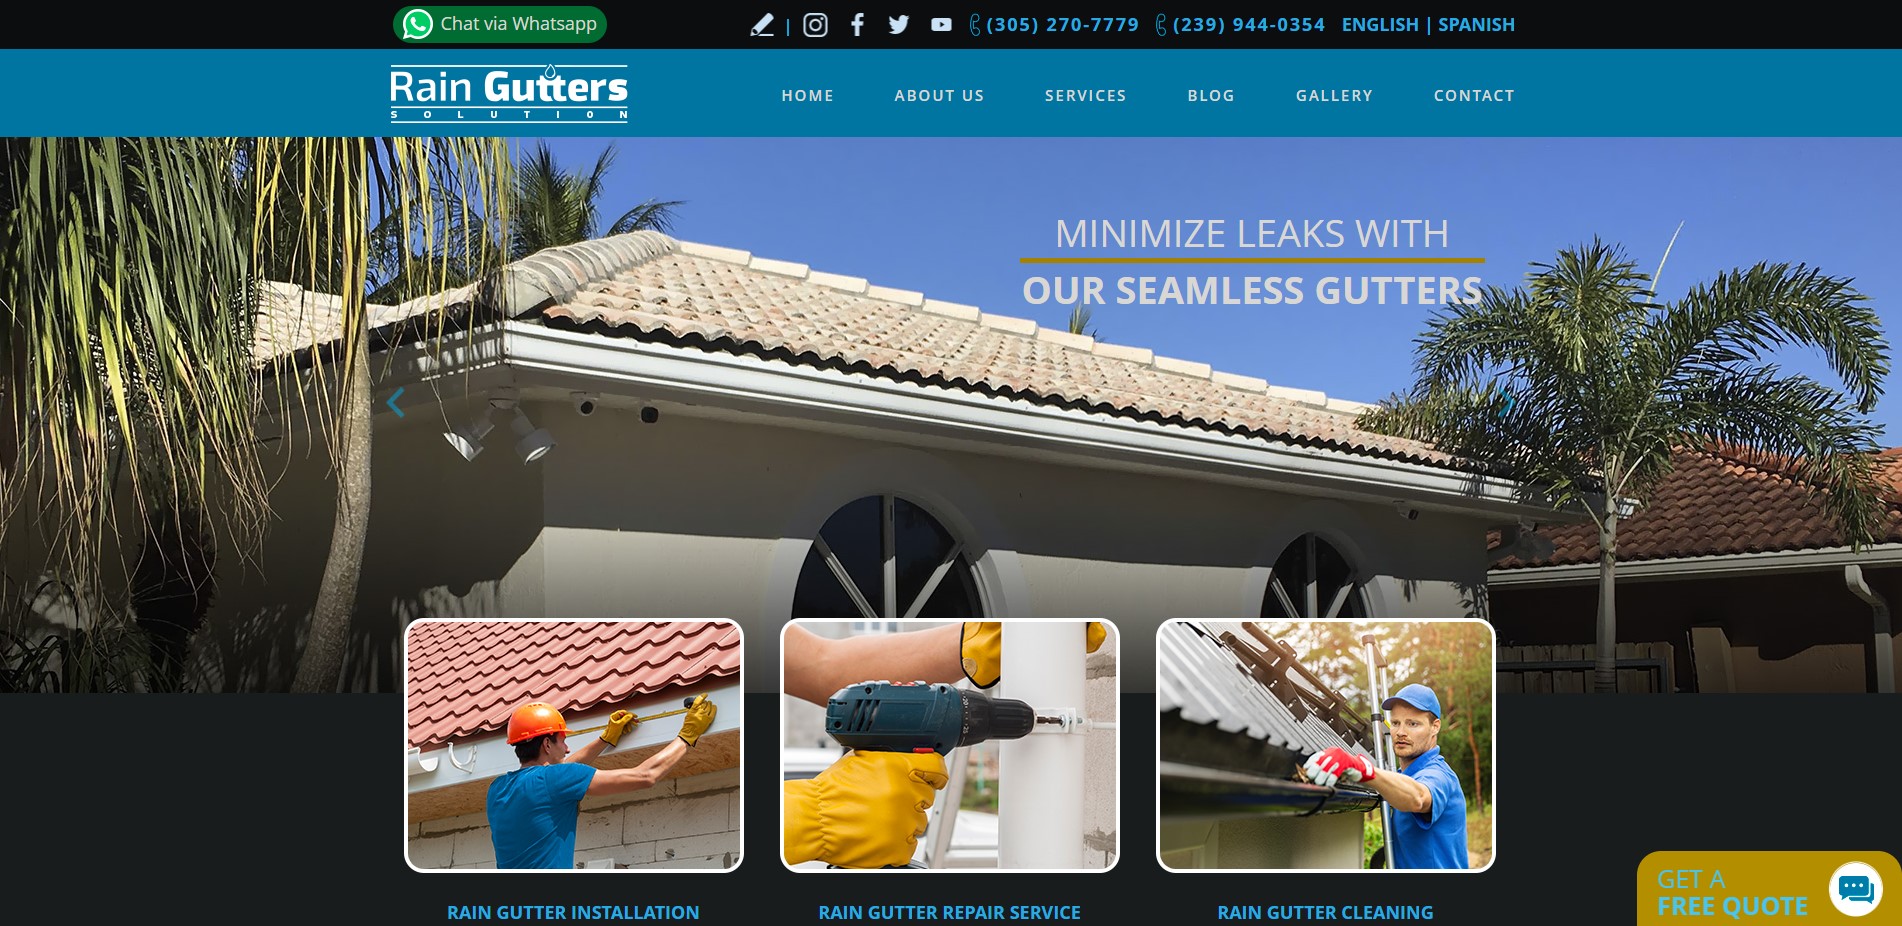 Chat via Whatsapp
| (305) 270-7779 (239) 944-0354 ENGLISH | SPANISH
Rain Gutters
SOLUTION
HOME ABOUT US SERVICES BLOG GALLERY CONTACT
MINIMIZE LEAKS WITH
OUR SEAMLESS GUTTERS
RAIN GUTTER INSTALLATION
RAIN GUTTER REPAIR SERVICE
RAIN GUTTER CLEANING
GET A
FREE QUOTE